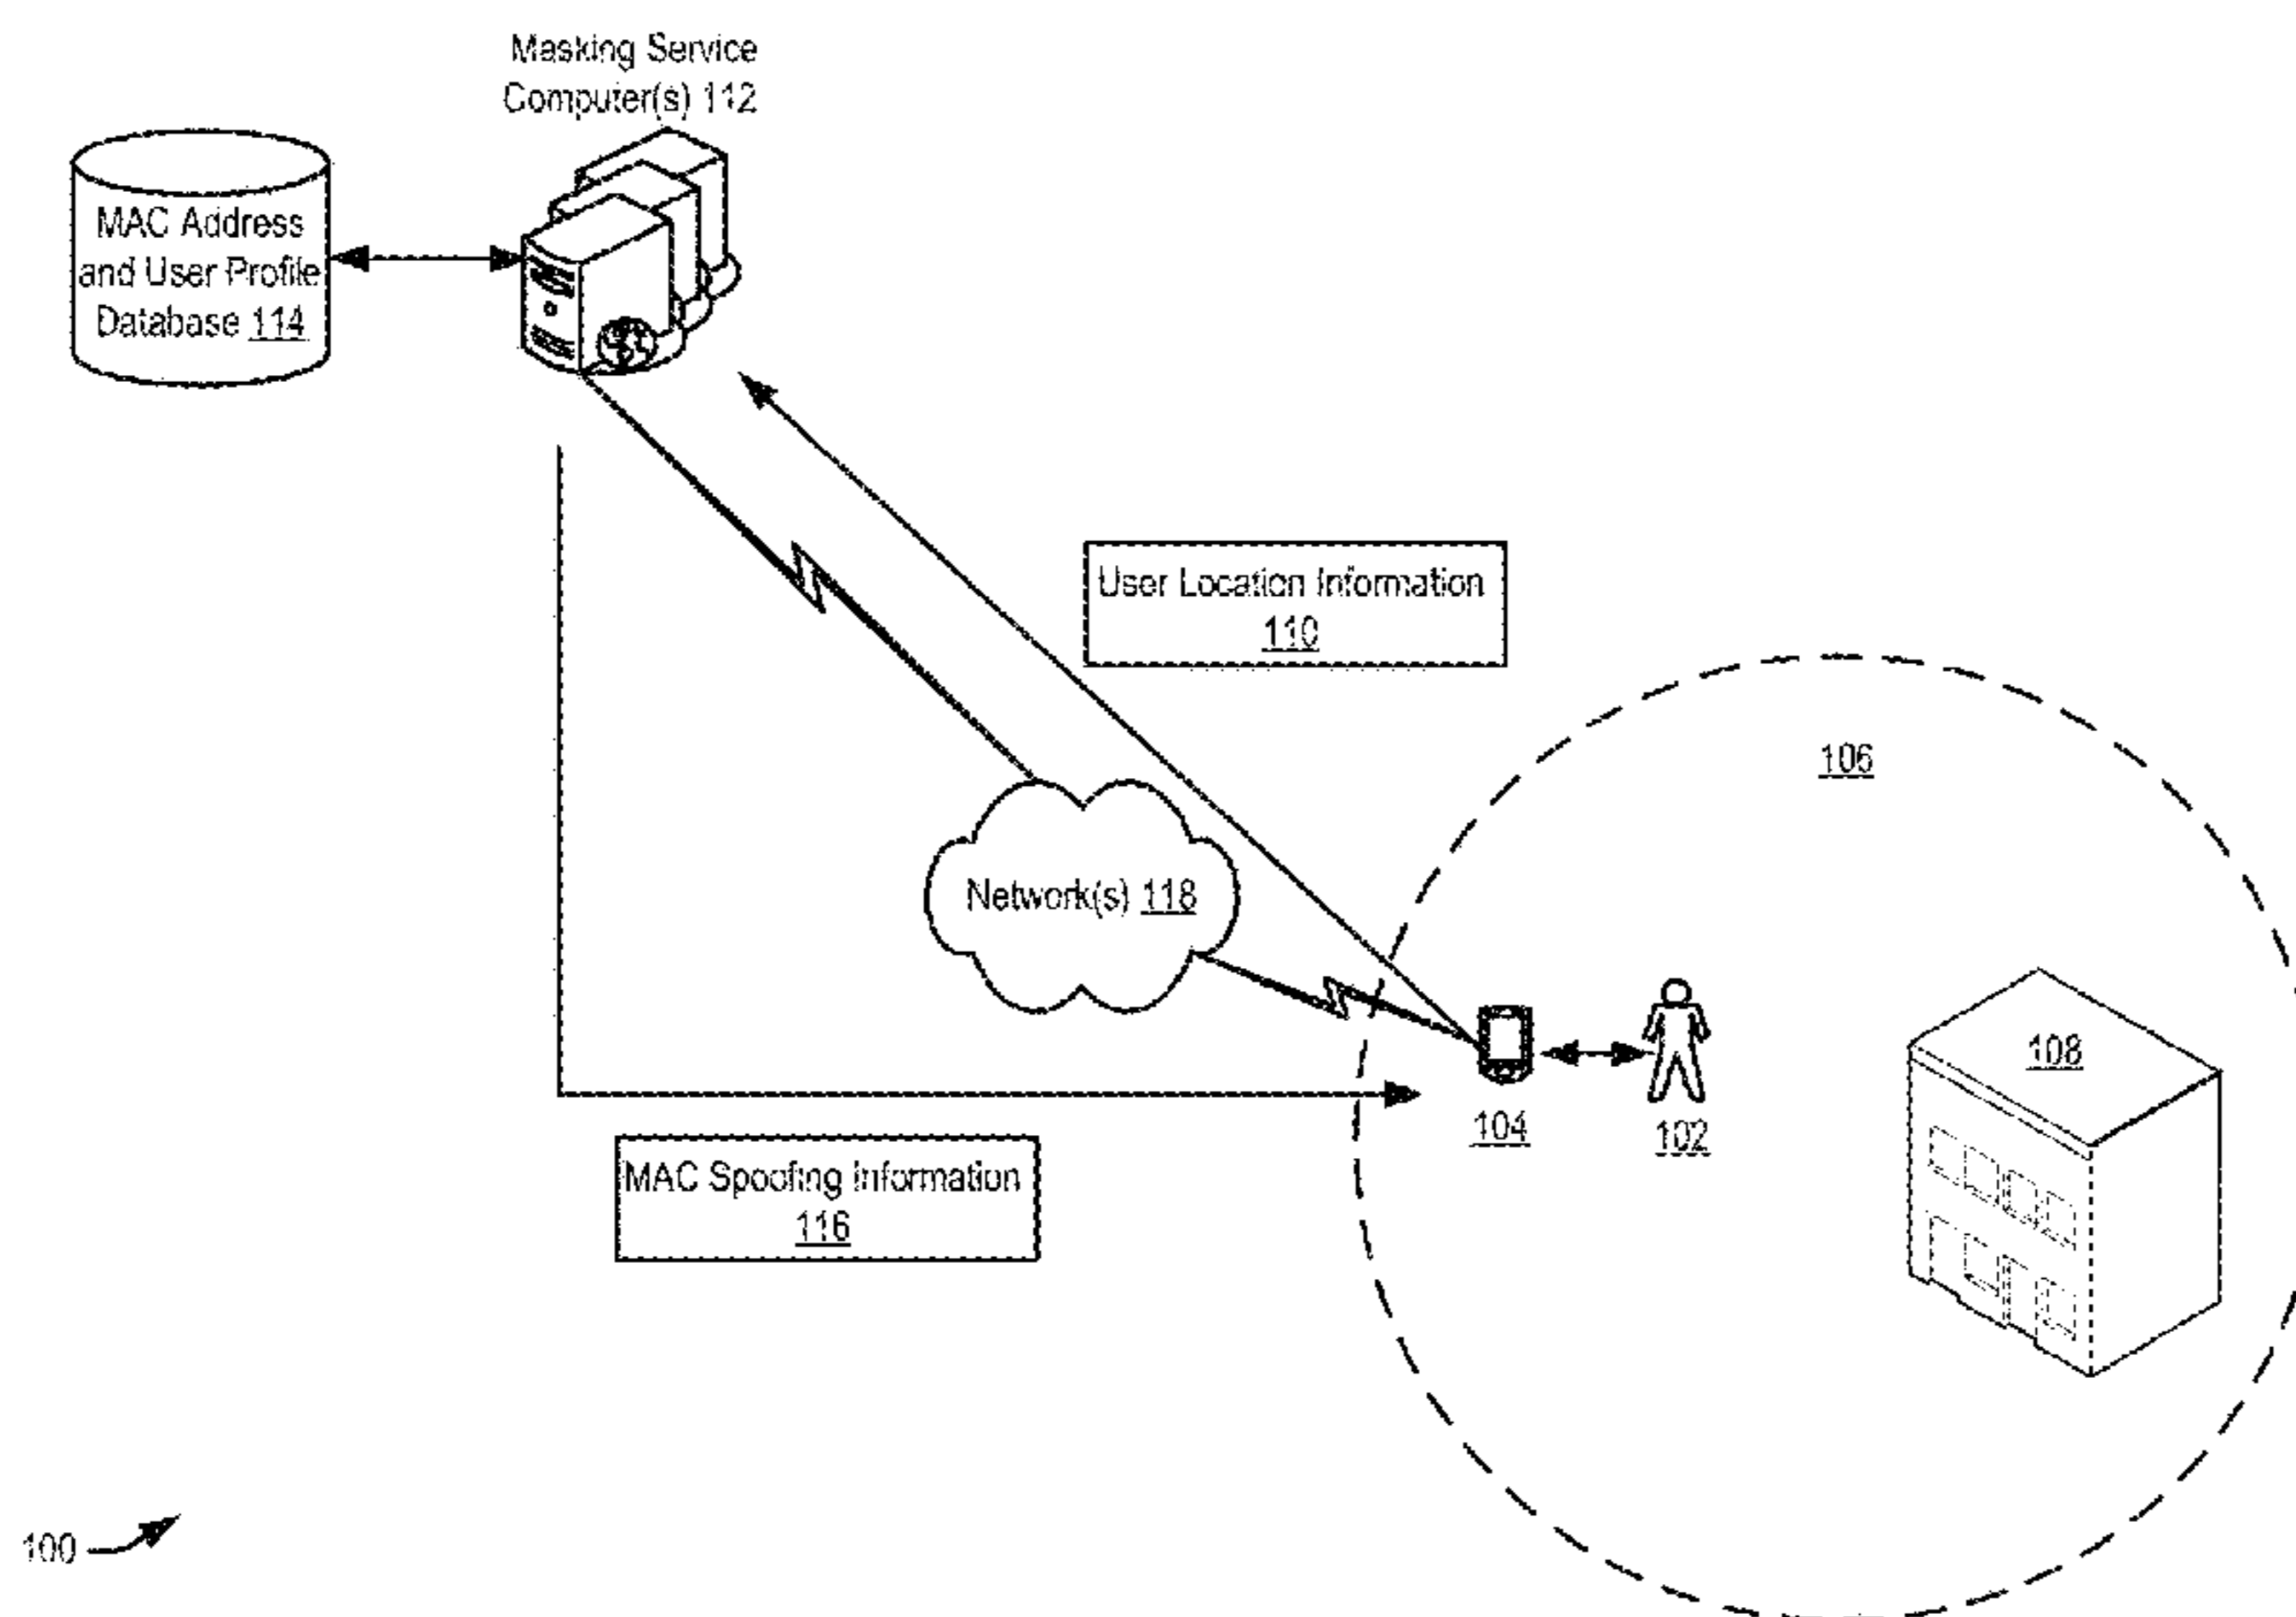 Masking Service
Computer(s) 112
MAC Address
and User Profile
Database 114
User Location Information
110
106
Network(s) 118
108
104
102
MAC Spoofing Information
116
100